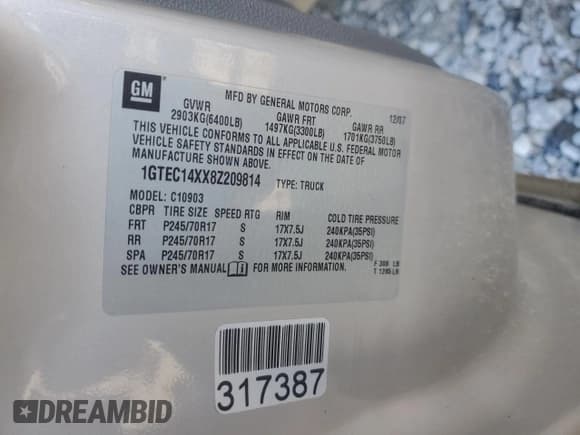 GM
MFD BY GENERAL MOTORS CORP.
12/07
GVWR GAWR FRT GAWR RR
2903KG(6400LB) 1497KG(3300LB) 1701KG(3750LB)
THIS VEHICLE CONFORMS TO ALL APPLICABLE U.S. FEDERAL MOTOR
VEHICLE SAFETY STANDARDS IN EFFECT ON THE DATE OF
MANUFACTURE SHOWN ABOVE.
1GTEC14XX8Z209814 TYPE: TRUCK
MODEL: C10903
CBPR TIRE SIZE SPEED RTG RIM COLD TIRE PRESSURE
FRT P245/70R17 S 17X7.5J 240KPA(35PSI)
RR P245/70R17 S 17X7.5J 240KPA(35PSI)
SPA P245/70R17 S 17X7.5J 240KPA(35PSI)
SEE OWNER'S MANUAL FOR MORE INFORMATION.
317387
DREAMBID